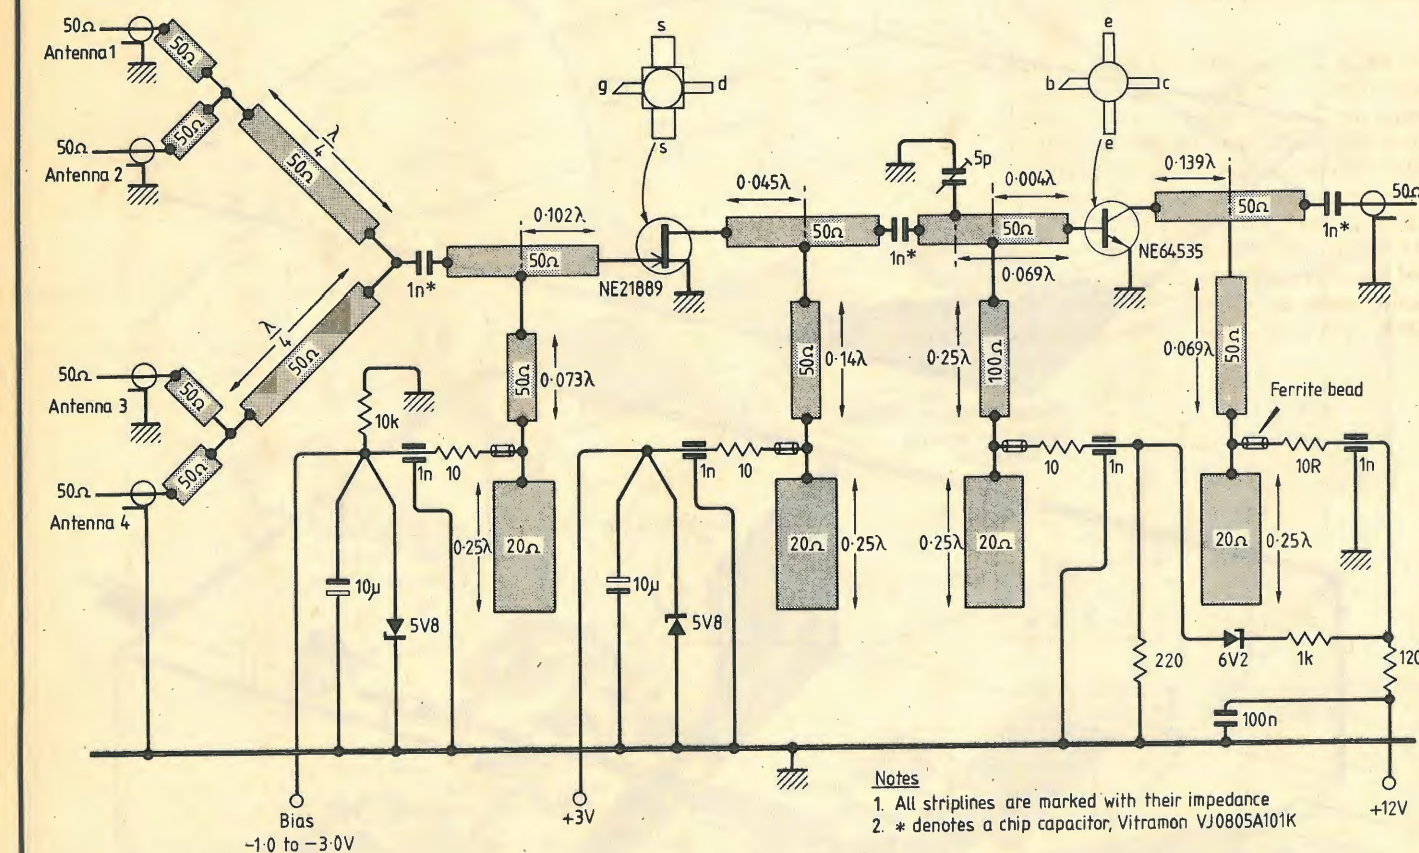 50Ω
Antenna 1
50Ω
50Ω
Antenna 2
50Ω
λ/4
50Ω
50Ω
Antenna 3
50Ω
50Ω
Antenna 4
50Ω
λ/4
50Ω
1n*
0·102λ
50Ω
s
g
d
s
NE21889
50Ω
0·073λ
10k
1n
10
0·25λ
20Ω
10µ
5V8
Bias
-1·0 to -3·0V
0·045λ
50Ω
1n*
50Ω
0·14λ
1n
10
20Ω
0·25λ
10µ
5V8
+3V
5p
0·004λ
50Ω
0·069λ
e
b
c
e
NE64535
0·25λ
100Ω
10
1n
0·25λ
20Ω
0·139λ
50Ω
1n*
50Ω
0·069λ
50Ω
Ferrite bead
10R
1n
20Ω
0·25λ
220
6V2
1k
120
100n
+12V
Notes
1. All striplines are marked with their impedance
2. * denotes a chip capacitor, Vitramon VJ0805A101K